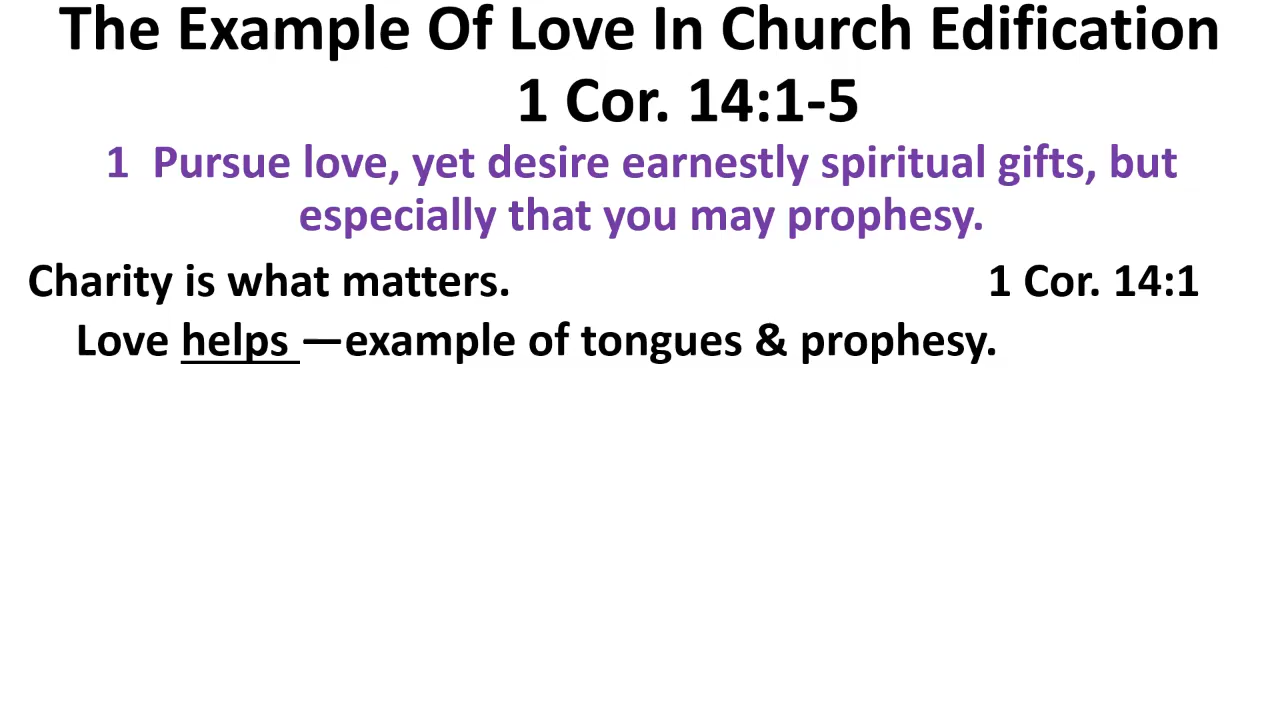 The Example Of Love In Church Edification
1 Cor. 14:1-5
1 Pursue love, yet desire earnestly spiritual gifts, but
especially that you may prophesy.
Charity is what matters. 1 Cor. 14:1
Love helps —example of tongues & prophesy.